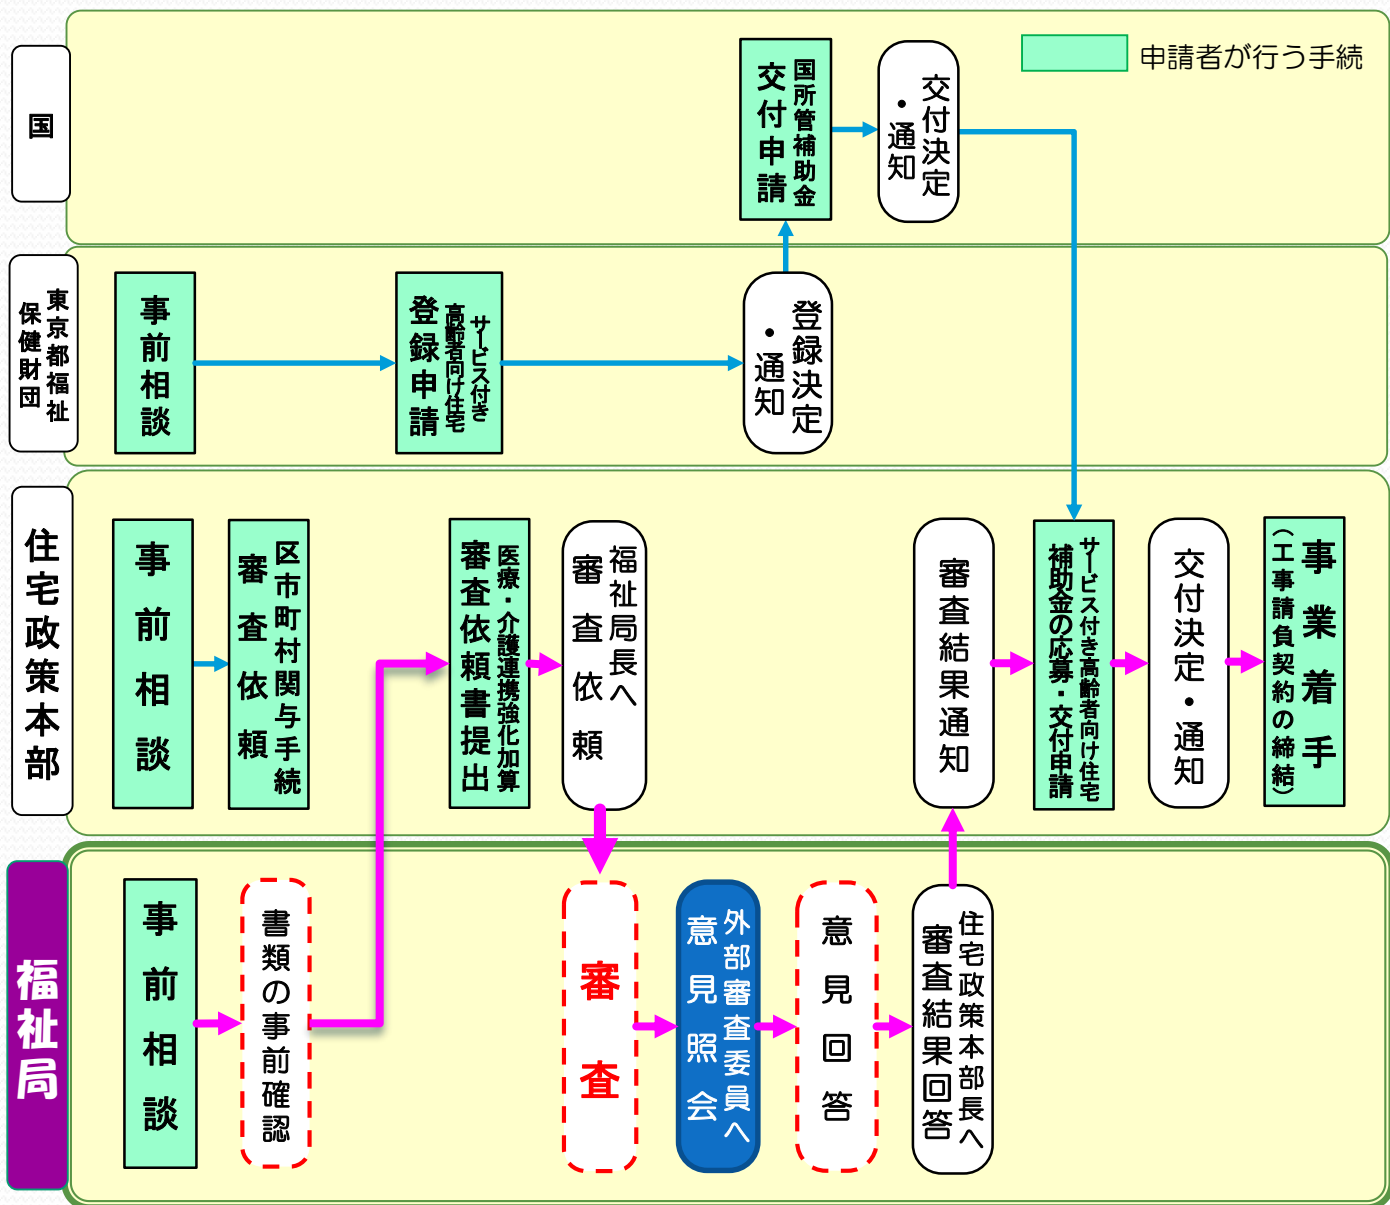 申請者が行う手続
国
国所管補助金
交付申請
交付決定
・通知
東京都福祉
保健財団
事前相談
サービス付き
高齢者向け住宅
登録申請
登録決定
・通知
住宅政策本部
事前相談
区市町村関与手続
審査依頼
医療・介護連携強化加算
審査依頼書提出
福祉局長へ
審査依頼
審査結果通知
サービス付き高齢者向け住宅
補助金の応募・交付申請
交付決定・通知
事業着手
（工事請負契約の締結）
福祉局
事前相談
書類の事前確認
審査
外部審査委員へ
意見照会
意見回答
住宅政策本部長へ
審査結果回答